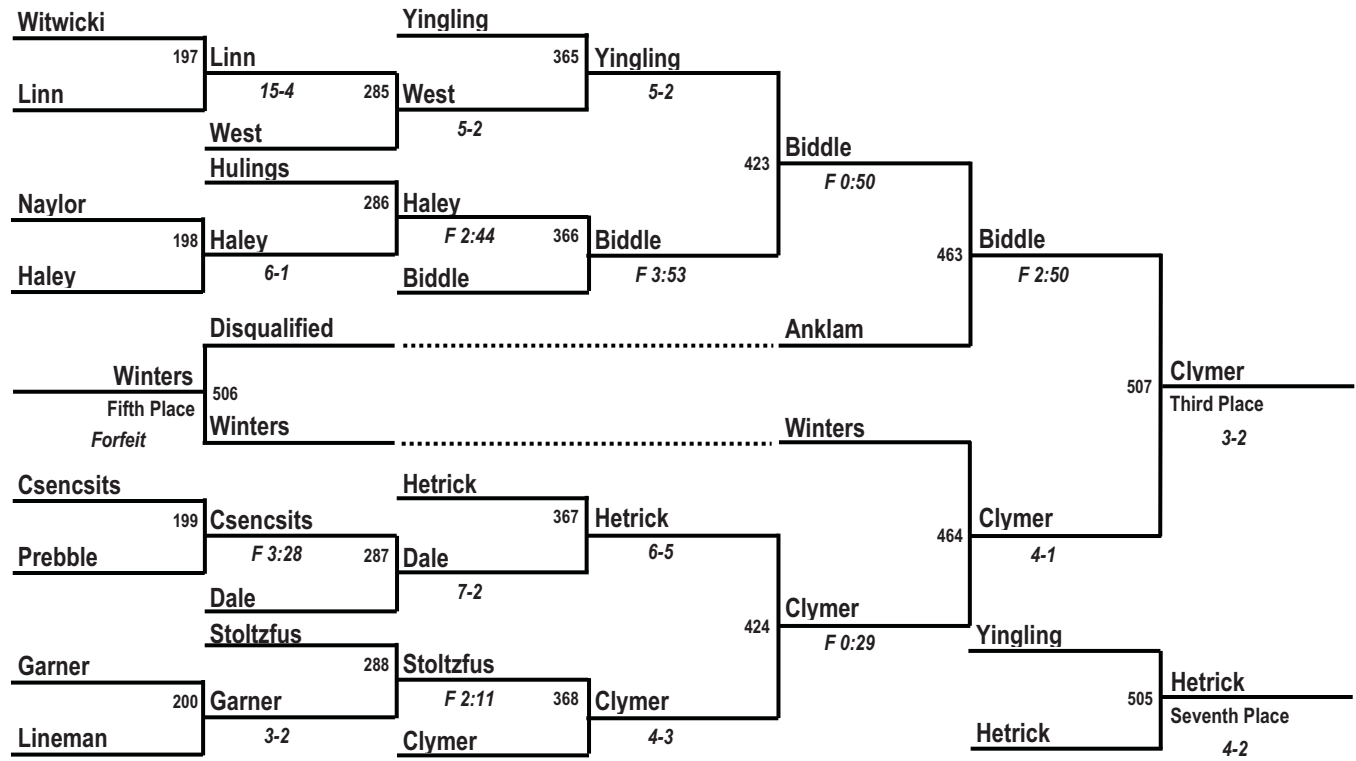 Witwicki
197
Linn
Linn
15-4
285
West
Yingling
365
West
5-2
Yingling
5-2
423
Biddle
F 0:50
Hulings
286
Naylor
198
Haley
Haley
6-1
Haley
F 2:44
366
Biddle
Biddle
F 3:53
463
Biddle
F 2:50
Disqualified
Anklam
Winters
506
Fifth Place
Forfeit
Winters
Winters
507
Clymer
Third Place
3-2
Csencsits
199
Prebble
Csencsits
F 3:28
287
Dale
Hetrick
367
Dale
7-2
Hetrick
6-5
464
Clymer
4-1
424
Clymer
F 0:29
Stoltzfus
288
Garner
200
Lineman
Garner
3-2
Stoltzfus
F 2:11
368
Clymer
Clymer
4-3
Yingling
505
Hetrick
Hetrick
Seventh Place
4-2